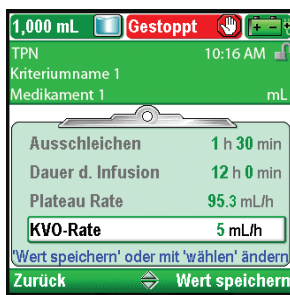 1,000 mL Gestoppt
TPN 10:16 AM
Kriteriumname 1
Medikament 1 mL
Ausschleichen 1 h 30 min
Dauer d. Infusion 12 h 0 min
Plateau Rate 95.3 mL/h
KVO-Rate 5 mL/h
'Wert speichern' oder mit 'wählen' ändern
Zurück Wert speichern